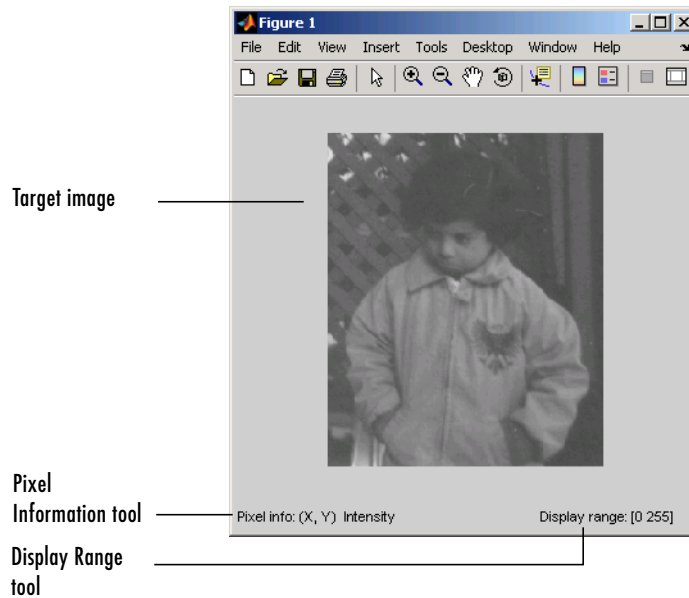 Figure 1
File Edit View Insert Tools Desktop Window Help
Target image
Pixel
Information tool
Pixel info: (X, Y) Intensity
Display range: [0 255]
Display Range
tool